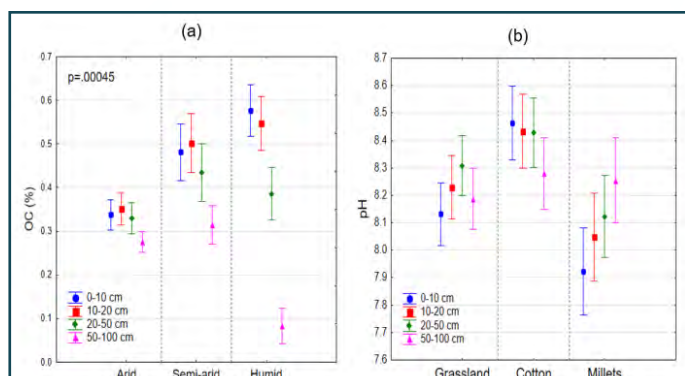 (a)
p=.00045
OC (%)
0.7
0.6
0.5
0.4
0.3
0.2
0.1
0.0
0-10 cm
10-20 cm
20-50 cm
50-100 cm
Arid
Semi-arid
Humid
(b)
pH
8.7
8.6
8.5
8.4
8.3
8.2
8.1
8.0
7.9
7.8
7.7
7.6
0-10 cm
10-20 cm
20-50 cm
50-100 cm
Grassland
Cotton
Millets